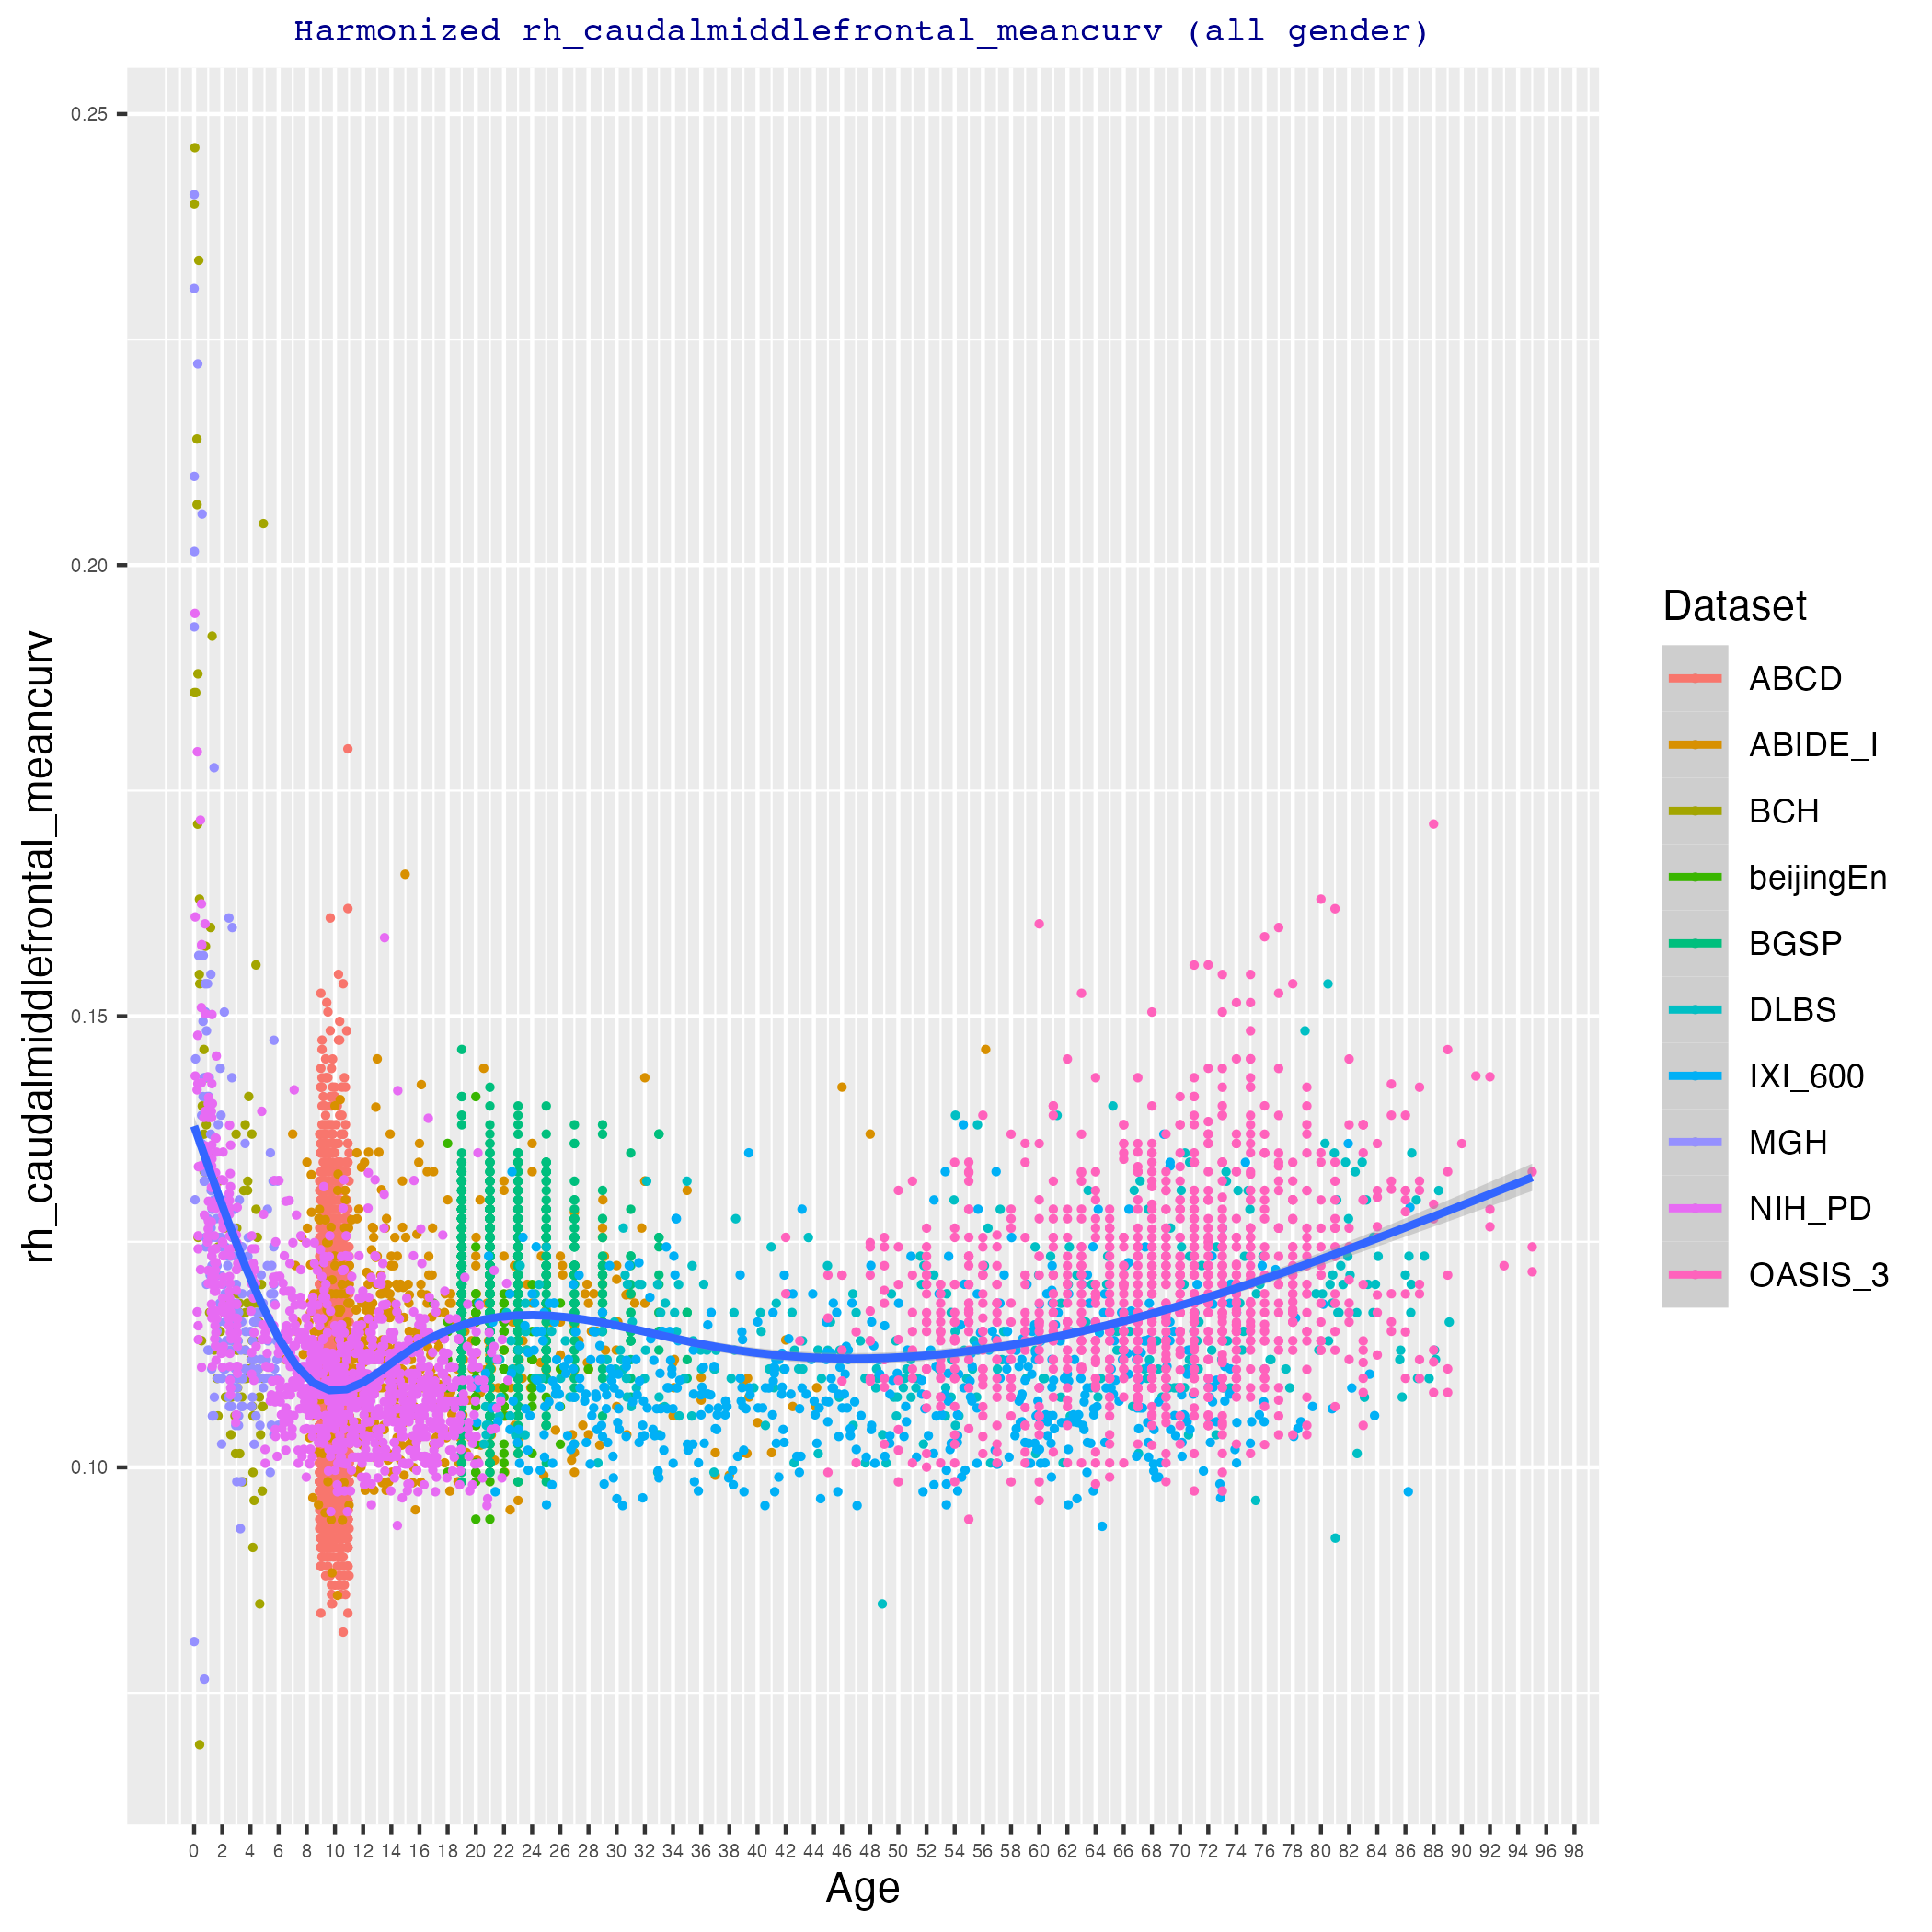 Harmonized rh_caudalmiddlefrontal_meancurv (all gender)
rh_caudalmiddlefrontal_meancurv
0.25
0.20
0.15
0.10
0 2 4 6 8 10 12 14 16 18 20 22 24 26 28 30 32 34 36 38 40 42 44 46 48 50 52 54 56 58 60 62 64 66 68 70 72 74 76 78 80 82 84 86 88 90 92 94 96 98
Age
Dataset
ABCD
ABIDE_I
BCH
beijingEn
BGSP
DLBS
IXI_600
MGH
NIH_PD
OASIS_3